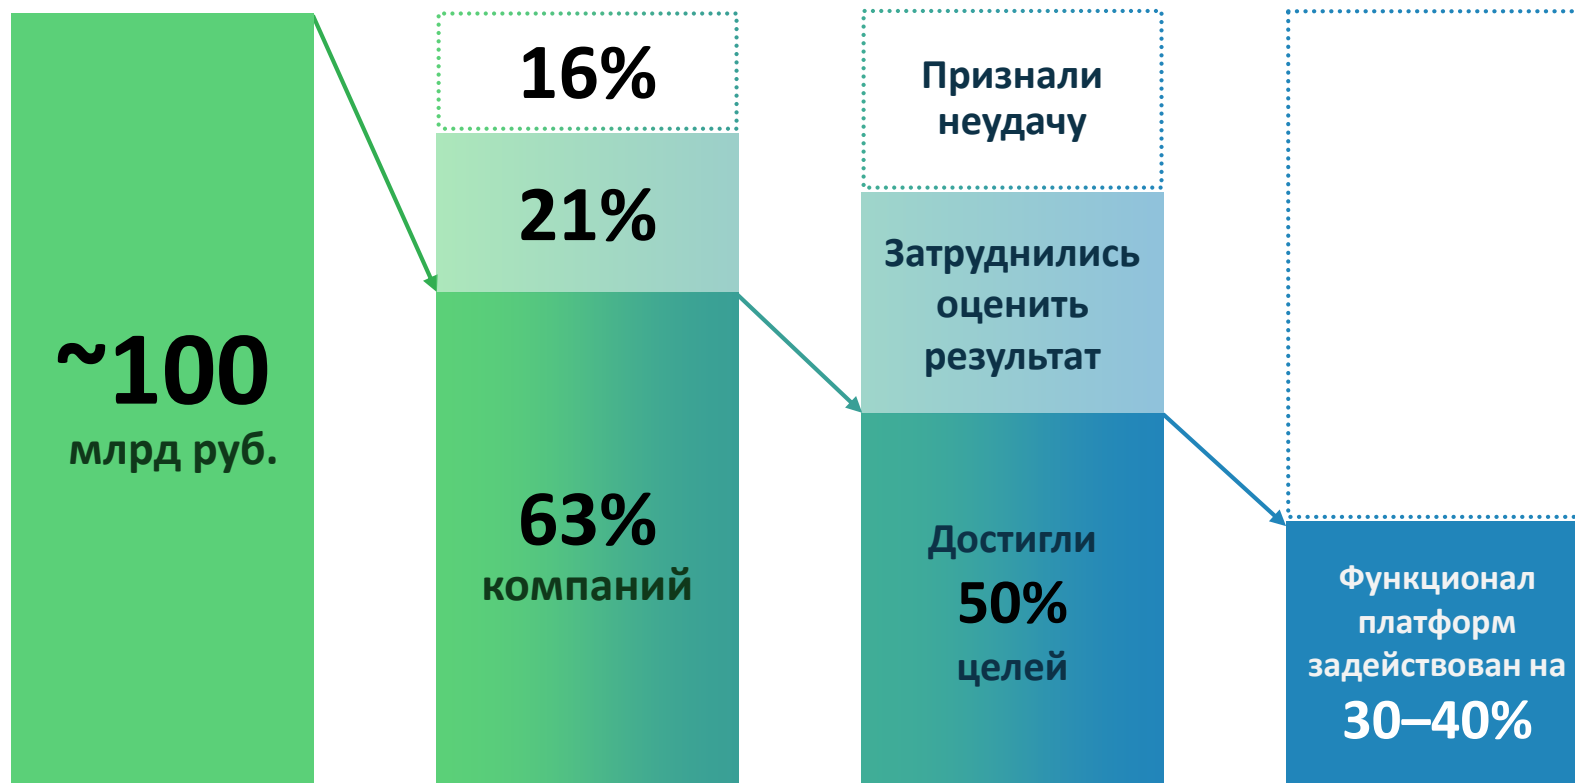 ~100
млрд руб.
16%
21%
63%
компаний
Признали
неудачу
Затруднились
оценить
результат
Достигли
50%
целей
Функционал
платформ
задействован на
30–40%